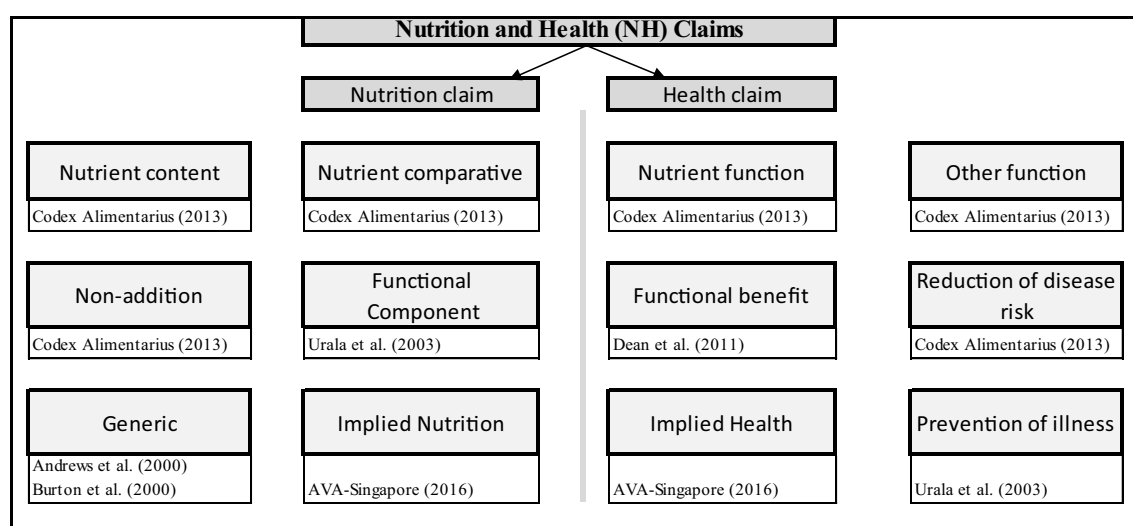 Nutrition and Health (NH) Claims
Nutrition claim
Health claim
Nutrient content
Codex Alimentarius (2013)
Nutrient comparative
Codex Alimentarius (2013)
Nutrient function
Codex Alimentarius (2013)
Other function
Codex Alimentarius (2013)
Non-addition
Codex Alimentarius (2013)
Functional
Component
Urala et al. (2003)
Functional benefit
Dean et al. (2011)
Reduction of disease
risk
Codex Alimentarius (2013)
Generic
Andrews et al. (2000)
Burton et al. (2000)
Implied Nutrition
AVA-Singapore (2016)
Implied Health
AVA-Singapore (2016)
Prevention of illness
Urala et al. (2003)